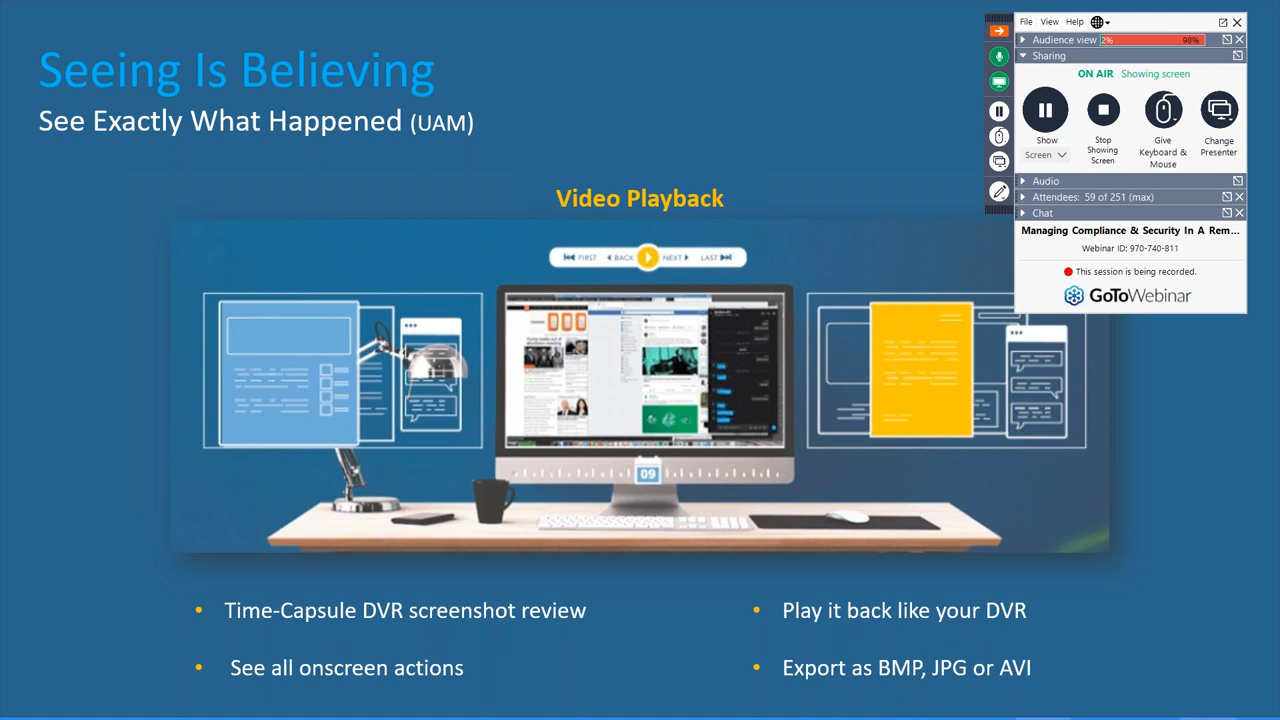 Seeing Is Believing
See Exactly What Happened (UAM)
Video Playback
FIRST BACK NEXT LAST
09
• Time-Capsule DVR screenshot review
• See all onscreen actions
• Play it back like your DVR
• Export as BMP, JPG or AVI
File View Help
Audience view 2% 98%
Sharing
ON AIR Showing screen
Show
Screen
Stop
Showing
Screen
Give
Keyboard &
Mouse
Change
Presenter
Audio
Attendees: 59 of 251 (max)
Chat
Managing Compliance & Security In A Rem...
Webinar ID: 970-740-811
This session is being recorded.
GoToWebinar